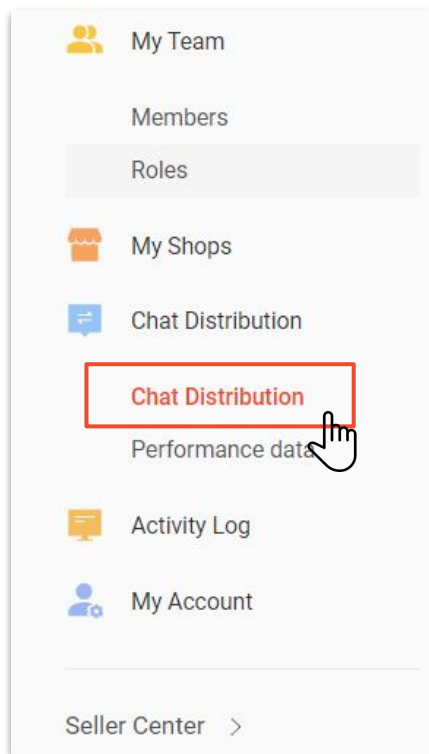 My Team
Members
Roles
My Shops
Chat Distribution
Chat Distribution
Performance data
Activity Log
My Account
Seller Center >